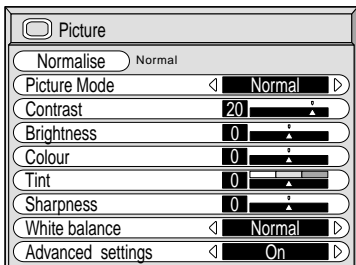 Picture
Normalise Normal
Picture Mode Normal
Contrast 20
Brightness 0
Colour 0
Tint 0
Sharpness 0
White balance Normal
Advanced settings On